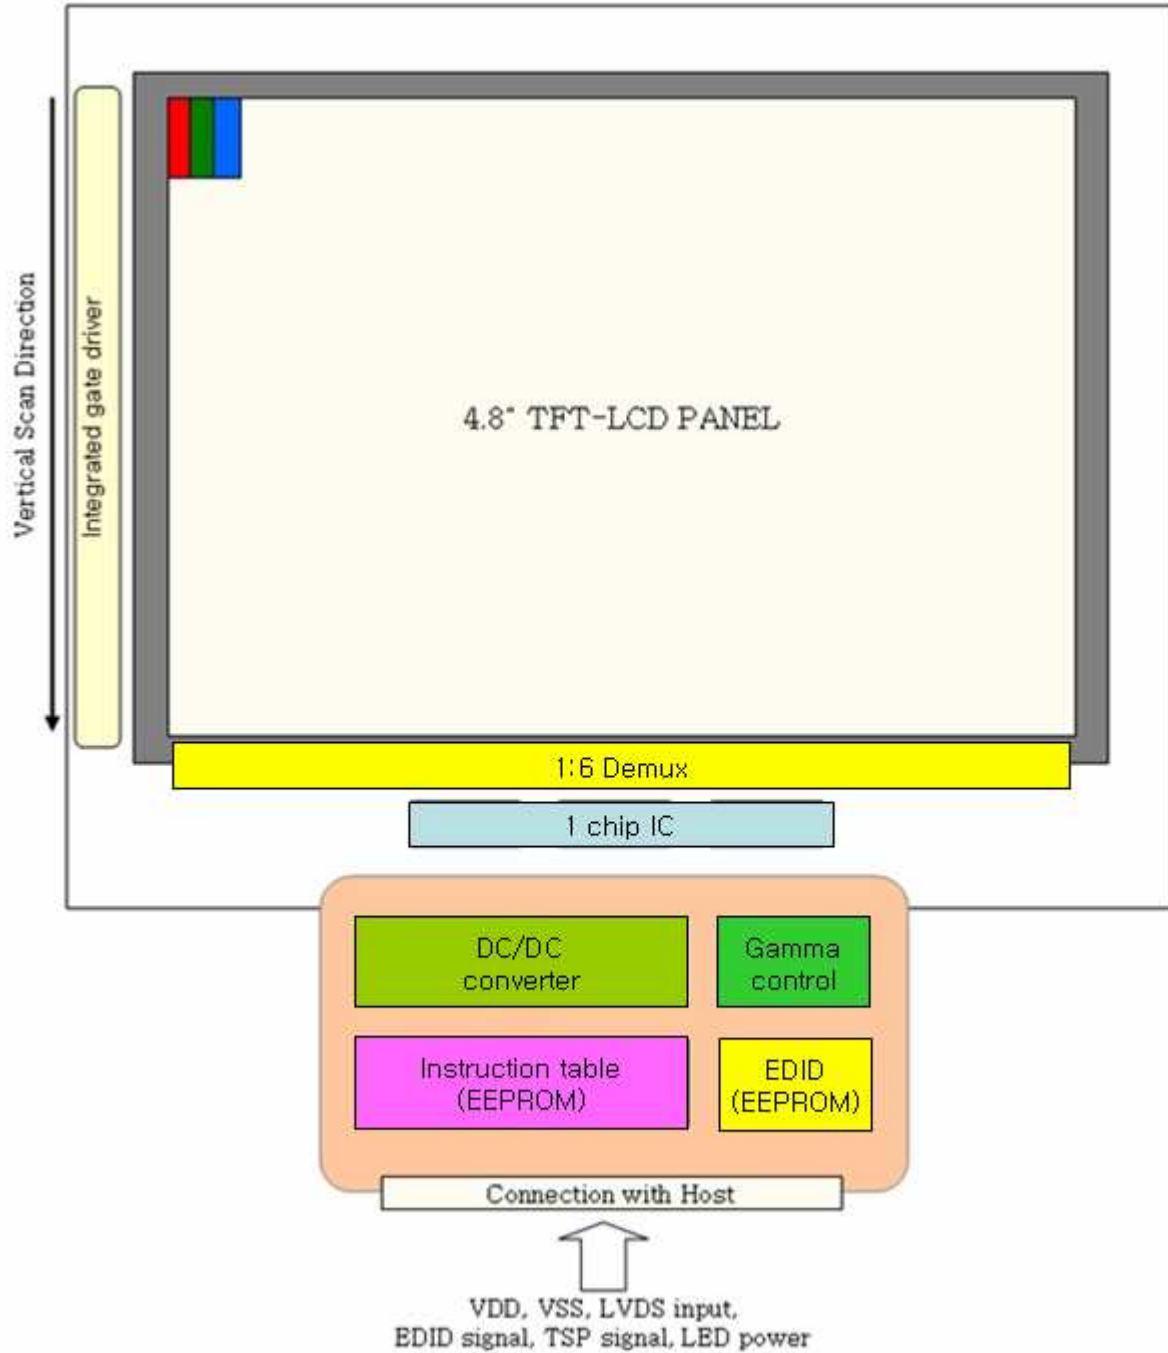 Vertical Scan Direction
Integrated gate driver
4.8" TFT-LCD PANEL
1:6 Demux
1 chip IC
DC/DC
converter
Gamma
control
Instruction table
(EEPROM)
EDID
(EEPROM)
Connection with Host
VDD, VSS, LVDS input,
EDID signal, TSP signal, LED power